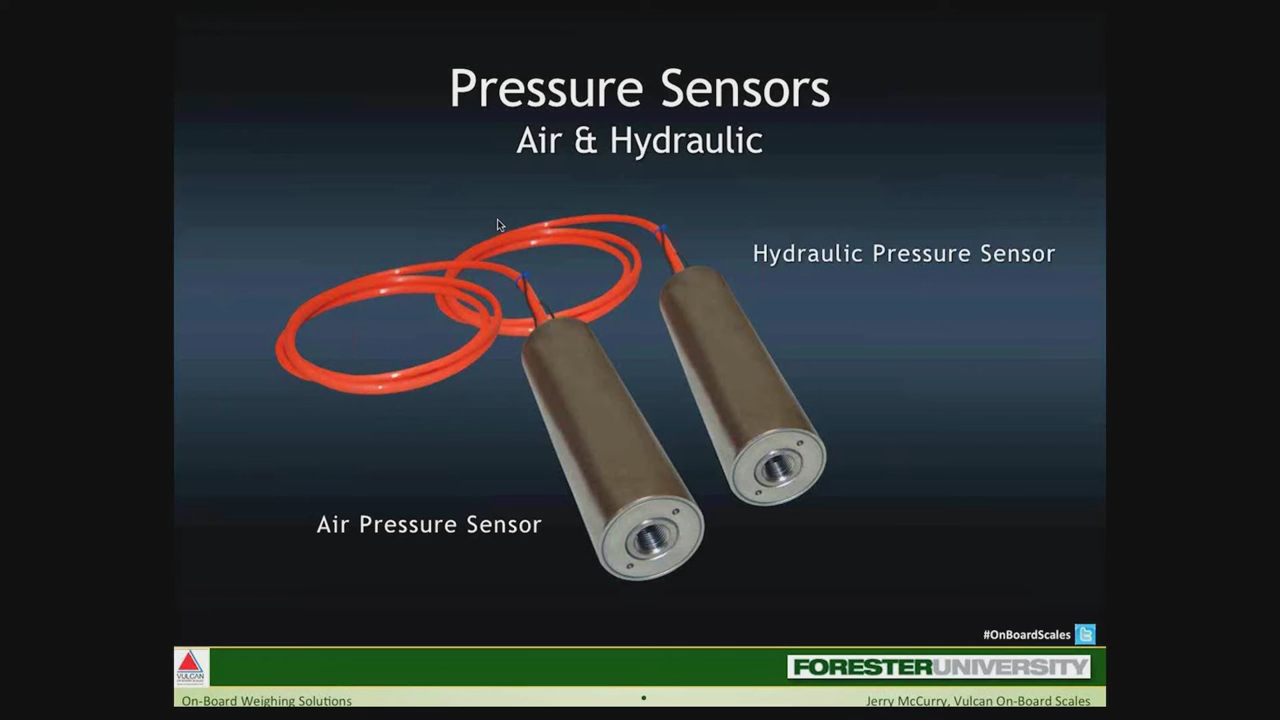 Pressure Sensors
Air & Hydraulic
Hydraulic Pressure Sensor
Air Pressure Sensor
#OnBoardScales
VULCAN
FORESTERUNIVERSITY
On-Board Weighing Solutions
Jerry McCurry, Vulcan On-Board Scales